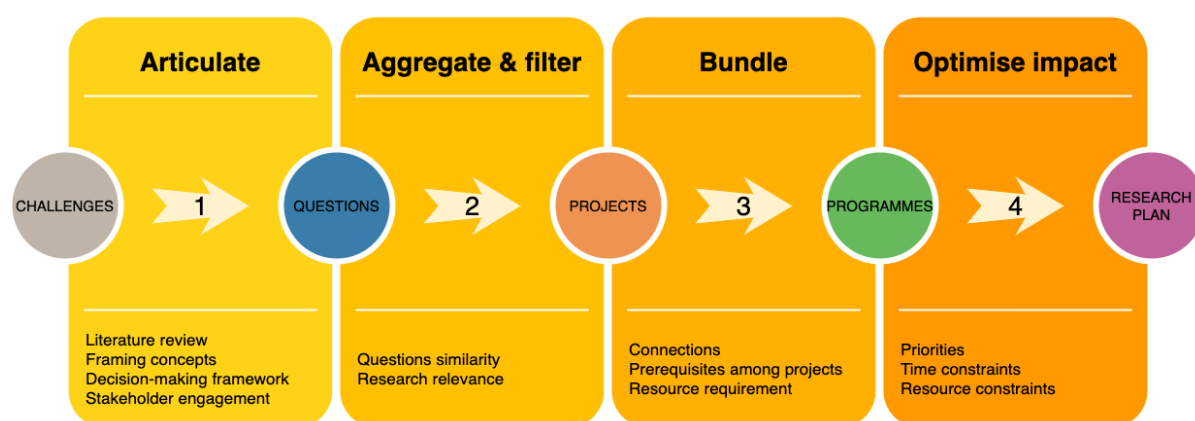 Articulate
Aggregate & filter
Bundle
Optimise impact
CHALLENGES
1
QUESTIONS
2
PROJECTS
3
PROGRAMMES
4
RESEARCH
PLAN
Literature review
Framing concepts
Decision-making framework
Stakeholder engagement
Questions similarity
Research relevance
Connections
Prerequisites among projects
Resource requirement
Priorities
Time constraints
Resource constraints